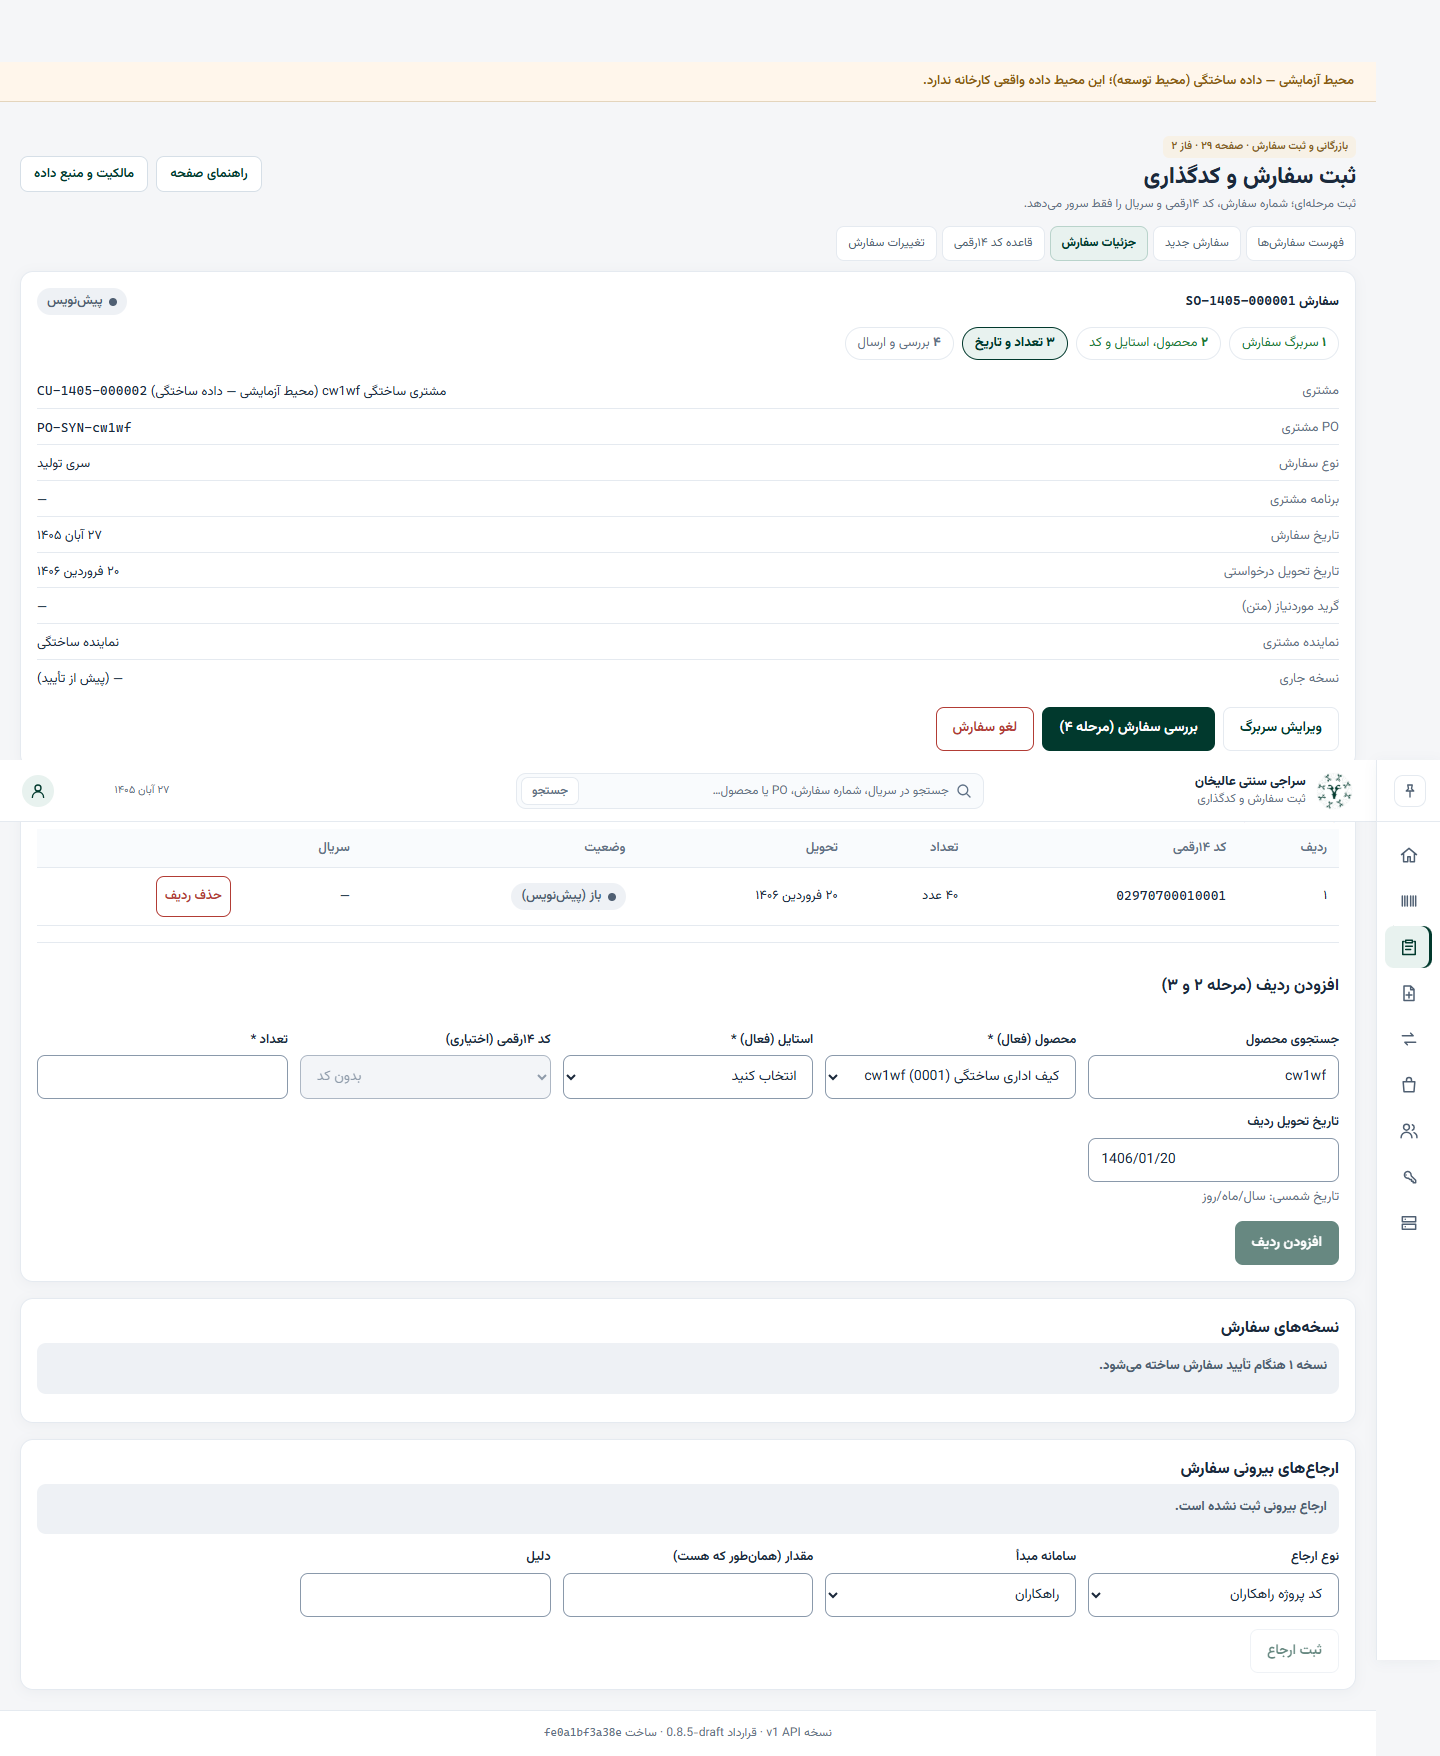 محیط آزمایشی — داده ساختگی (محیط توسعه)؛ این محیط داده واقعی کارخانه ندارد.
بازرگانی و ثبت سفارش · صفحه ۲۹ · فاز ۲
ثبت سفارش و کدگذاری
ثبت مرحله‌ای؛ شماره سفارش، کد ۱۴رقمی و سریال را فقط سرور می‌دهد.
راهنمای صفحه
مالکیت و منبع داده
فهرست سفارش‌ها
سفارش جدید
جزئیات سفارش
قاعده کد ۱۴رقمی
تغییرات سفارش
سفارش SO-1405-000001
پیش‌نویس
۱ سربرگ سفارش
۲ محصول، استایل و کد
۳ تعداد و تاریخ
۴ بررسی و ارسال
مشتری
مشتری ساختگی cw1wf (محیط آزمایشی — داده ساختگی) CU-1405-000002
PO مشتری
PO-SYN-cw1wf
نوع سفارش
سری تولید
برنامه مشتری
—
تاریخ سفارش
۲۷ آبان ۱۴۰۵
تاریخ تحویل درخواستی
۲۰ فروردین ۱۴۰۶
گرید موردنیاز (متن)
—
نماینده مشتری
نماینده ساختگی
نسخه جاری
— (پیش از تأیید)
ویرایش سربرگ
بررسی سفارش (مرحله ۴)
لغو سفارش
سراجی سنتی عالیخان
ثبت سفارش و کدگذاری
جستجو در سریال، شماره سفارش، PO یا محصول…
جستجو
۲۷ آبان ۱۴۰۵
ردیف کد ۱۴رقمی تعداد تحویل وضعیت سریال
۱ 02970700010001 ۴۰ عدد ۲۰ فروردین ۱۴۰۶ باز (پیش‌نویس) — حذف ردیف
افزودن ردیف (مرحله ۲ و ۳)
جستجوی محصول
cw1wf
محصول (فعال) *
کیف اداری ساختگی cw1wf (0001)
استایل (فعال) *
انتخاب کنید
کد ۱۴رقمی (اختیاری)
بدون کد
تعداد *
تاریخ تحویل ردیف
1406/01/20
تاریخ شمسی: سال/ماه/روز
افزودن ردیف
نسخه‌های سفارش
نسخه ۱ هنگام تأیید سفارش ساخته می‌شود.
ارجاع‌های بیرونی سفارش
ارجاع بیرونی ثبت نشده است.
نوع ارجاع
کد پروژه راهکاران
سامانه مبدأ
راهکاران
مقدار (همان‌طور که هست)
دلیل
ثبت ارجاع
نسخه v1 API · قرارداد 0.8.5-draft · ساخت fe0a1bf3a38e